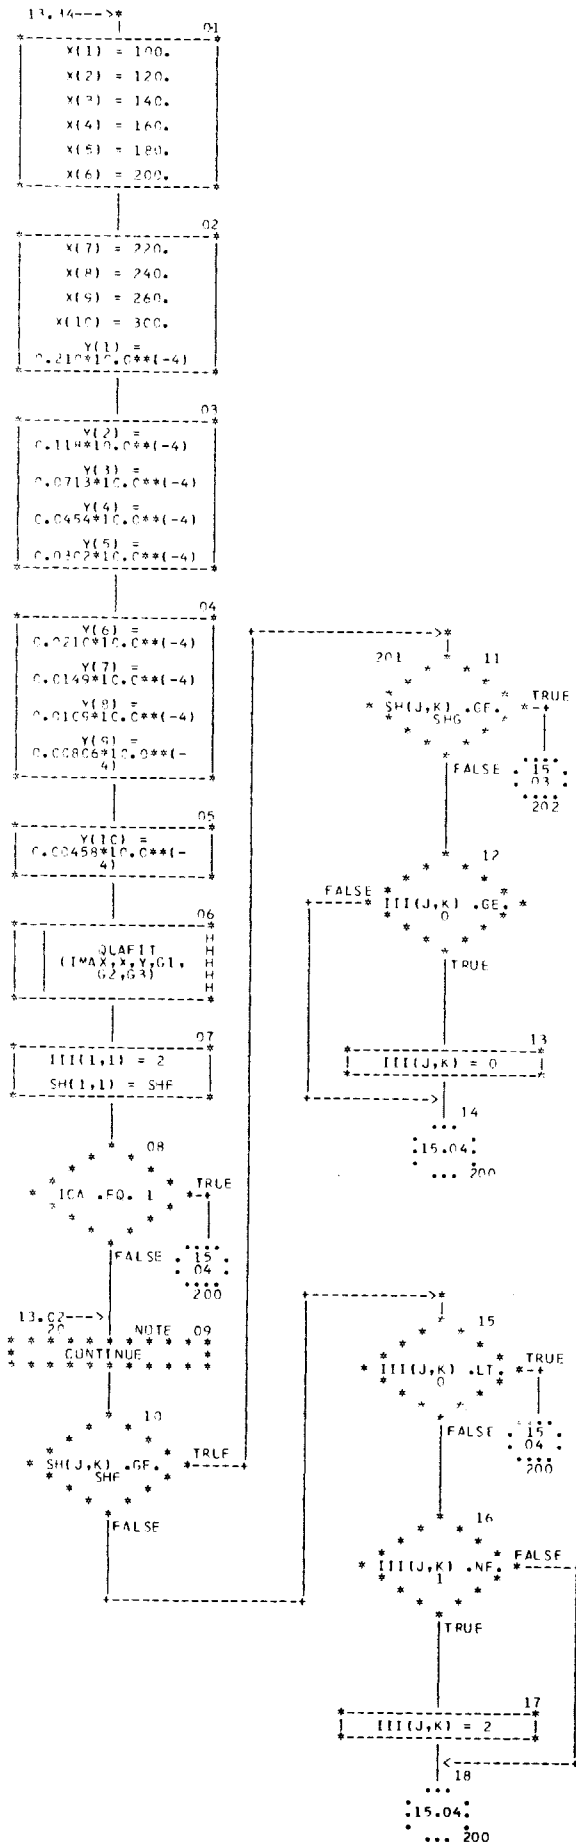 13.34--->*
01
X(1) = 100.
X(2) = 120.
X(3) = 140.
X(4) = 160.
X(5) = 180.
X(6) = 200.
02
X(7) = 220.
X(8) = 240.
X(9) = 260.
X(10) = 300.
Y(1) =
0.210*10.0**(-4)
03
Y(2) =
0.118*10.0**(-4)
Y(3) =
0.0713*10.0**(-4)
Y(4) =
0.0454*10.0**(-4)
Y(5) =
0.0302*10.0**(-4)
04
Y(6) =
0.0210*10.0**(-4)
Y(7) =
0.0149*10.0**(-4)
Y(8) =
0.0109*10.0**(-4)
Y(9) =
0.00806*10.0**(-
4)
05
Y(10) =
0.00458*10.0**(-
4)
06
QUAFIT
(IMAX,X,Y,G1,
G2,G3)
H
H
H
H
H
07
III(1,1) = 2
SH(1,1) = SHF
08
ICA .EQ. 1
TRUE
FALSE
15
04
200
13.02--->
20
NOTE 09
CONTINUE
10
SH(J,K) .GE.
SHF
TRUE
FALSE
201
11
SH(J,K) .GE.
SHG
TRUE
FALSE
15
03
202
12
FALSE
III(J,K) .GE.
0
TRUE
13
III(J,K) = 0
14
15.04
200
15
III(J,K) .LT.
0
TRUE
FALSE
15
04
200
16
III(J,K) .NE.
1
FALSE
TRUE
17
III(J,K) = 2
18
15.04
200